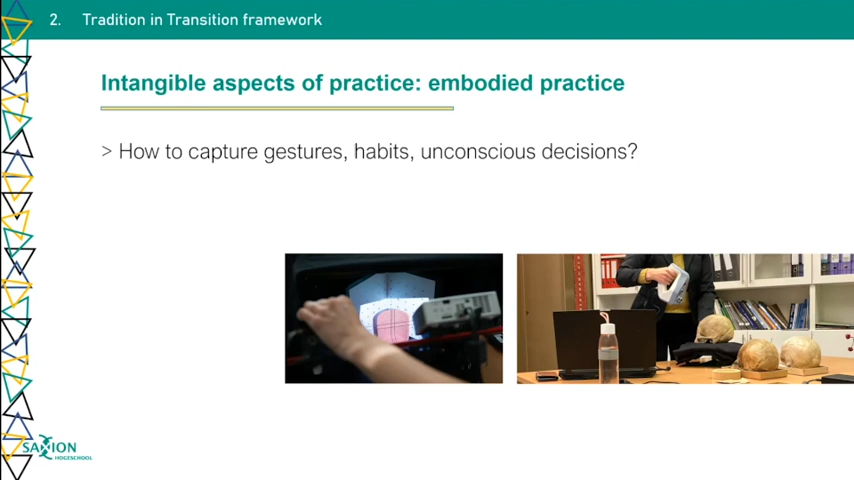 2. Tradition in Transition framework
Intangible aspects of practice: embodied practice
> How to capture gestures, habits, unconscious decisions?
SAXION
HOGESCHOOL